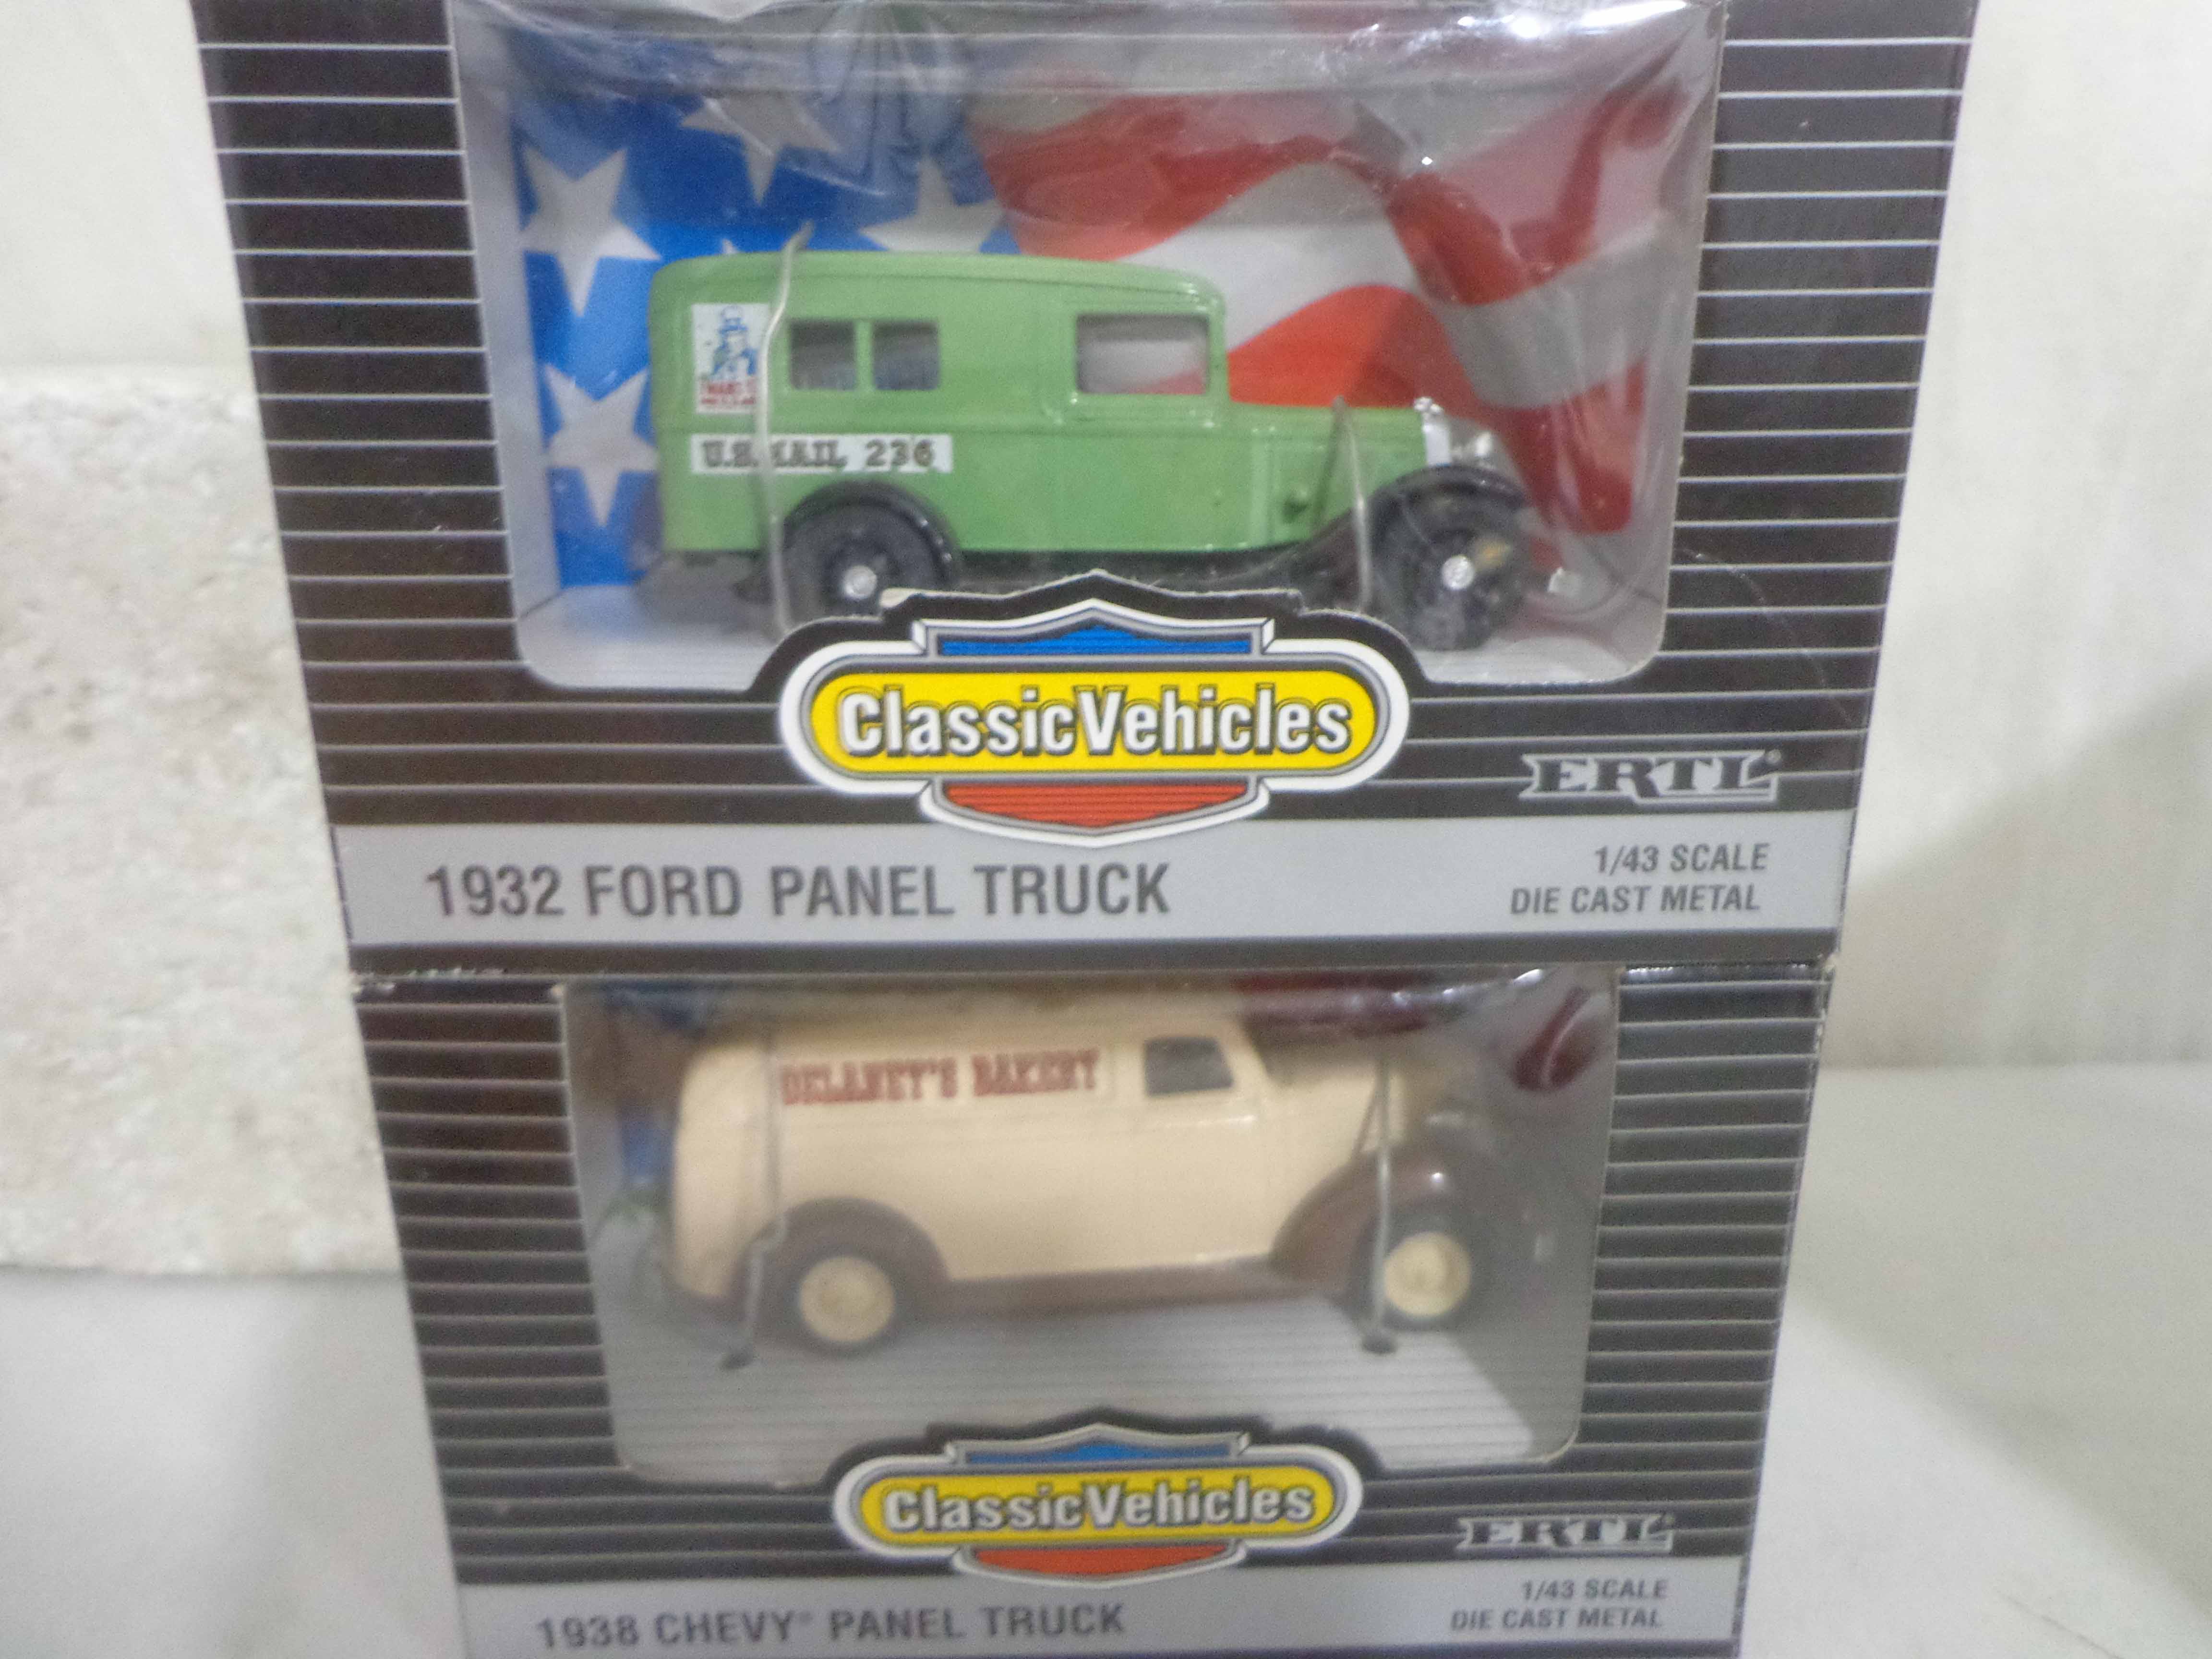 U.S. MAIL 236
ClassicVehicles
ERTL®
1932 FORD PANEL TRUCK
1/43 SCALE
DIE CAST METAL
DELANEY'S BAKERY
ClassicVehicles
ERTL
1938 CHEVY® PANEL TRUCK
1/43 SCALE
DIE CAST METAL